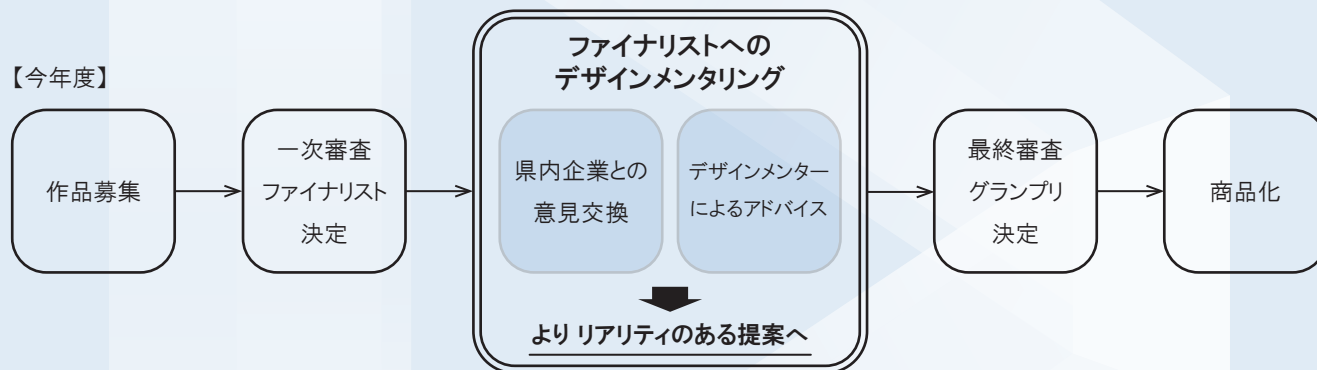 【今年度】
作品募集
一次審査
ファイナリスト
決定
ファイナリストへの
デザインメンタリング
県内企業との
意見交換
デザインメンター
によるアドバイス
より リアリティのある提案へ
最終審査
グランプリ
決定
商品化